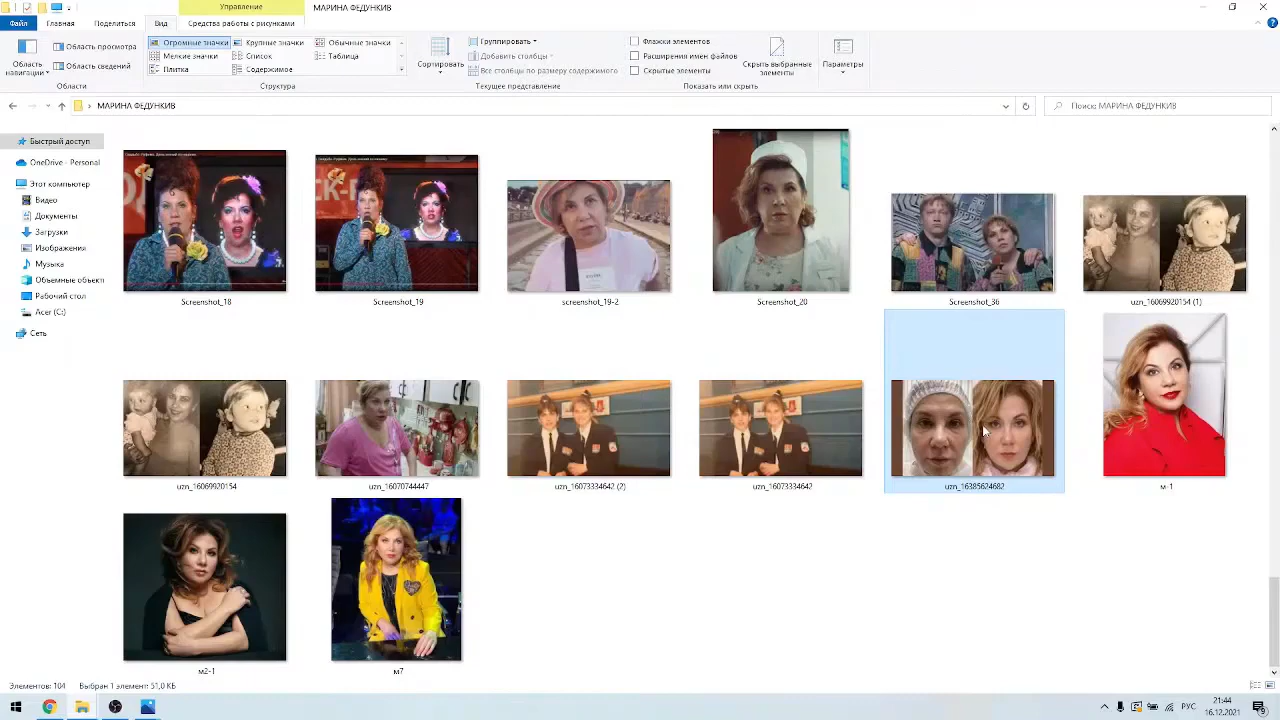 Управление
МАРИНА ФЕДУНКИВ
Файл
Главная
Поделиться
Вид
Средства работы с рисунками
Область навигации
Область просмотра
Область сведений
Области
Огромные значки
Крупные значки
Обычные значки
Мелкие значки
Список
Таблица
Плитка
Содержимое
Структура
Сортировать
Группировать
Добавить столбцы
Все столбцы по размеру содержимого
Текущее представление
Флажки элементов
Расширения имен файлов
Скрытые элементы
Скрыть выбранные элементы
Показать или скрыть
Параметры
МАРИНА ФЕДУНКИВ
Поиск: МАРИНА ФЕДУНКИВ
Быстрый доступ
OneDrive - Personal
Этот компьютер
Видео
Документы
Загрузки
Изображения
Музыка
Объемные объект
Рабочий стол
Acer (C:)
Сеть
Screenshot_18
Screenshot_19
screenshot_19-2
Screenshot_20
Screenshot_36
uzn_16069920154 (1)
uzn_16069920154
uzn_16070744447
uzn_16073334642 (2)
uzn_16073334642
uzn_16385624682
м-1
м2-1
м7
Элементов: 104
Выбран 1 элемент: 51,0 КБ
РУС
21:44
16.12.2021